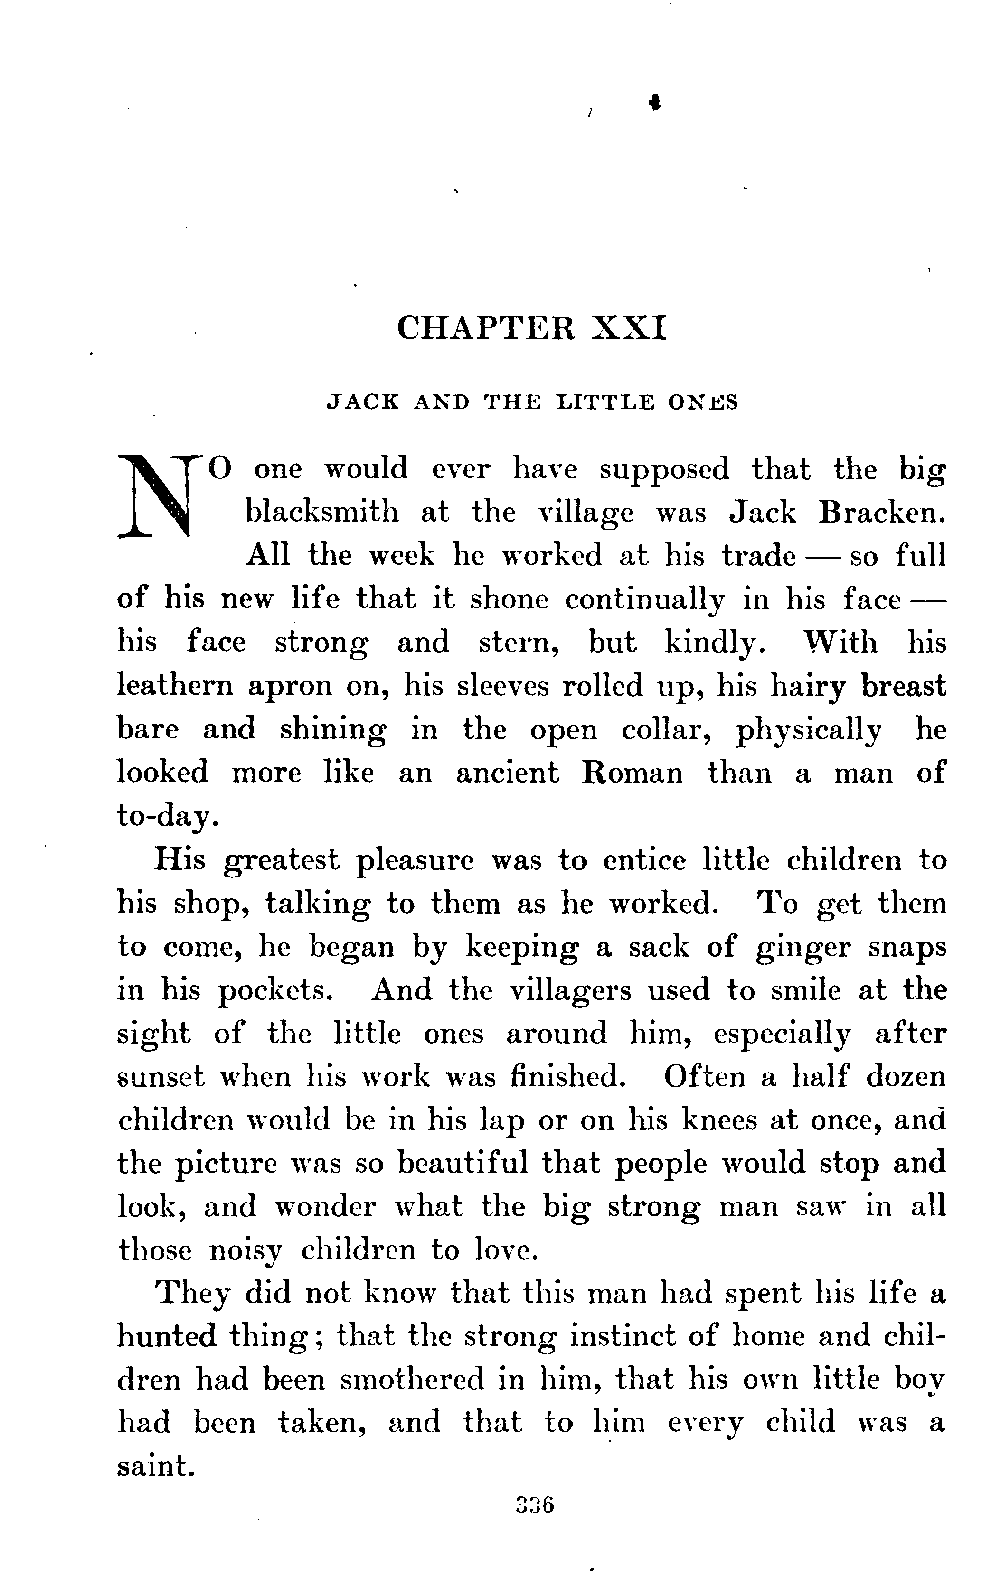 CHAPTER XXI
JACK AND THE LITTLE ONES
NO one would ever have supposed that the big
blacksmith at the village was Jack Bracken.
All the week he worked at his trade — so full
of his new life that it shone continually in his face —
his face strong and stern, but kindly. With his
leathern apron on, his sleeves rolled up, his hairy breast
bare and shining in the open collar, physically he
looked more like an ancient Roman than a man of
to-day.
His greatest pleasure was to entice little children to
his shop, talking to them as he worked. To get them
to come, he began by keeping a sack of ginger snaps
in his pockets. And the villagers used to smile at the
sight of the little ones around him, especially after
sunset when his work was finished. Often a half dozen
children would be in his lap or on his knees at once, and
the picture was so beautiful that people would stop and
look, and wonder what the big strong man saw in all
those noisy children to love.
They did not know that this man had spent his life a
hunted thing; that the strong instinct of home and chil-
dren had been smothered in him, that his own little boy
had been taken, and that to him every child was a
saint.
336